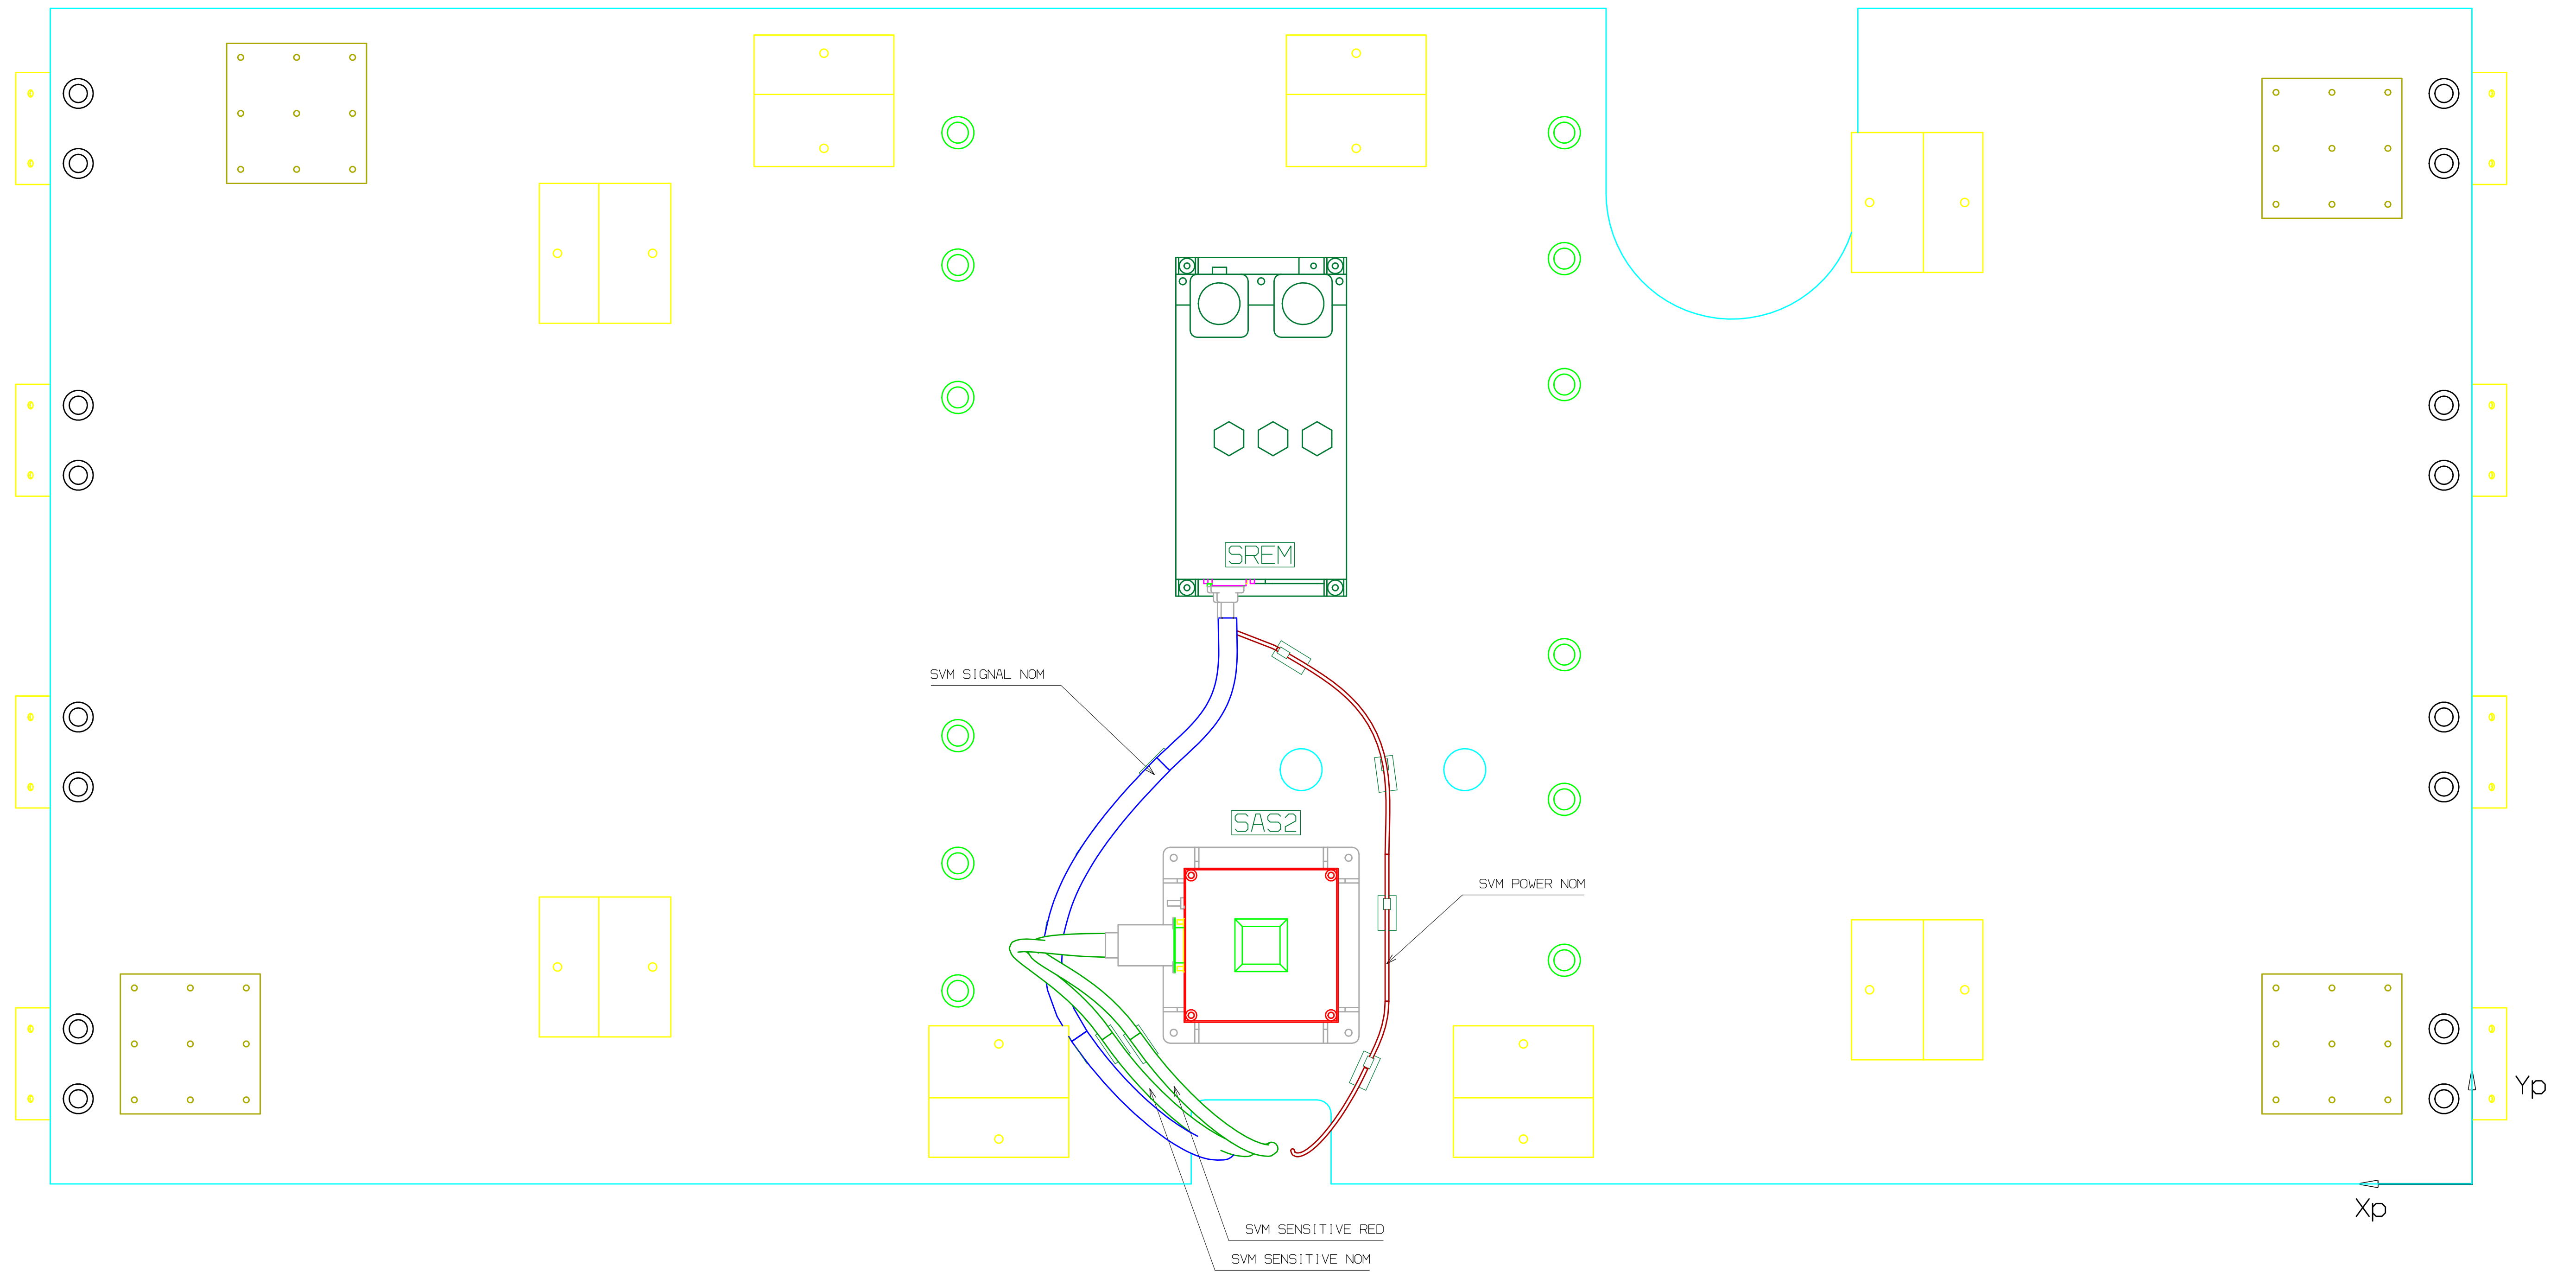 SREM
SVM SIGNAL NOM
SAS2
SVM POWER NOM
Yp
Xp
SVM SENSITIVE RED
SVM SENSITIVE NOM